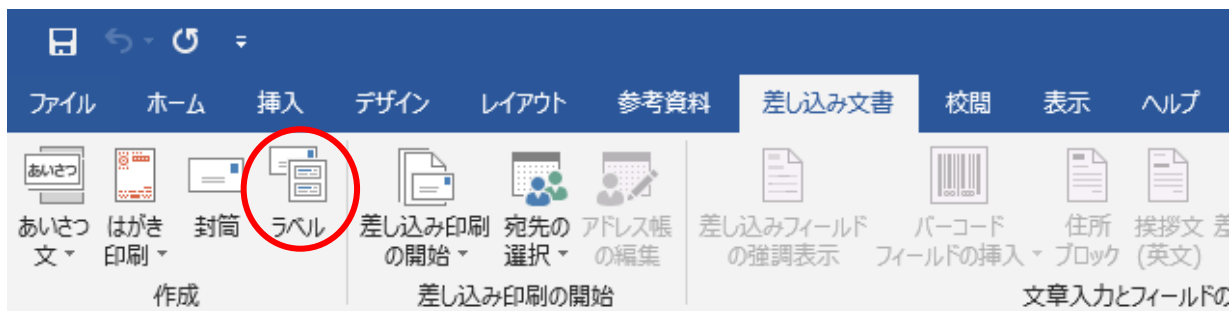 ファイル ホーム 挿入 デザイン レイアウト 参考資料 差し込み文書 校閲 表示 ヘルプ
あいさつ
あいさつ文
はがき印刷
封筒
ラベル
差し込み印刷の開始
宛先の選択
アドレス帳の編集
差し込みフィールドの強調表示
バーコードフィールドの挿入
住所ブロック
挨拶文(英文)
作成
差し込み印刷の開始
文章入力とフィールドの